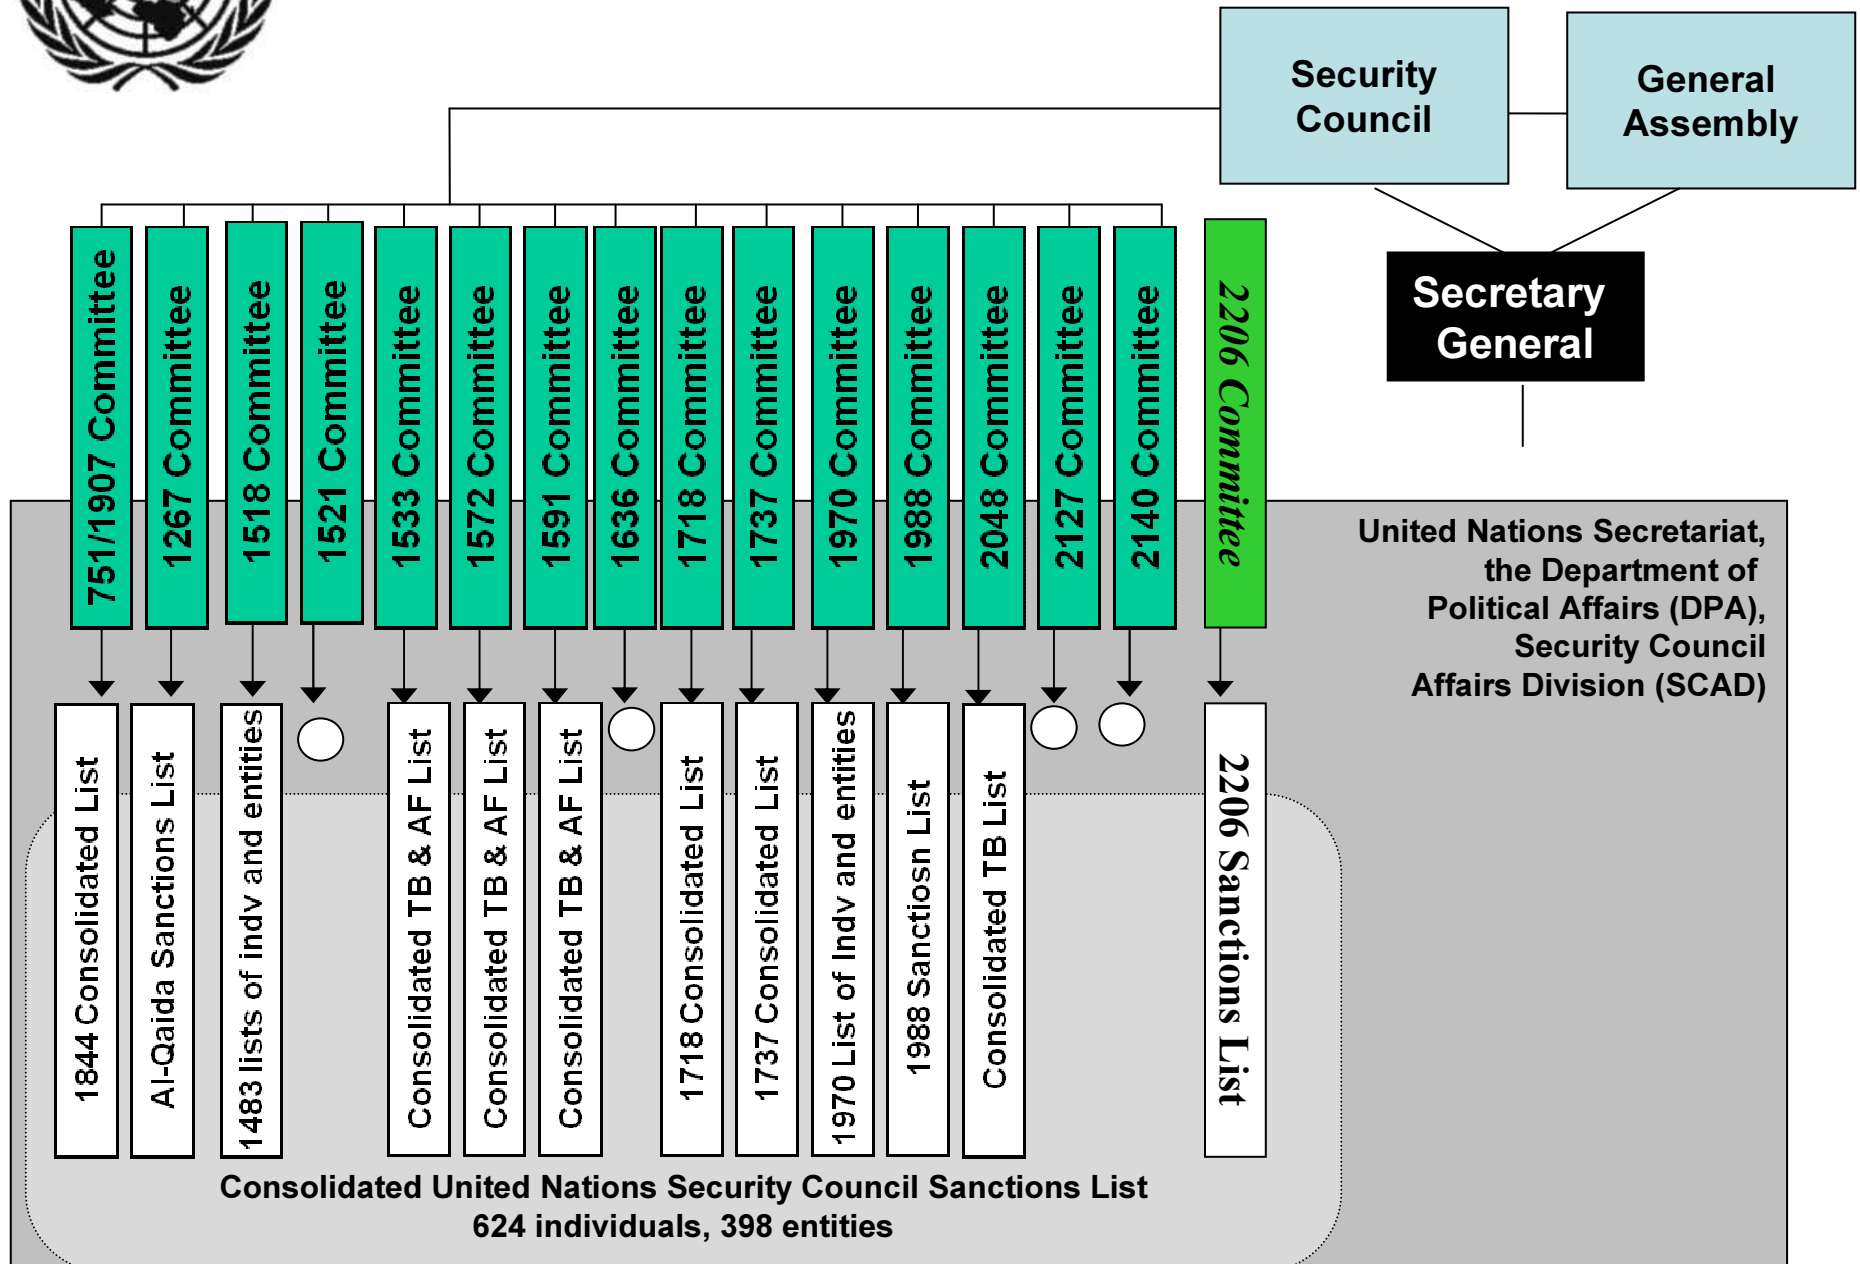 Security
Council
General
Assembly
Secretary
General
751/1907 Committee
1267 Committee
1518 Committee
1521 Committee
1533 Committee
1572 Committee
1591 Committee
1636 Committee
1718 Committee
1737 Committee
1970 Committee
1988 Committee
2048 Committee
2127 Committee
2140 Committee
2206 Committee
United Nations Secretariat,
the Department of
Political Affairs (DPA),
Security Council
Affairs Division (SCAD)
1844 Consolidated List
Al-Qaida Sanctions List
1483 lists of indv and entities
Consolidated TB & AF List
Consolidated TB & AF List
Consolidated TB & AF List
1718 Consolidated List
1737 Consolidated List
1970 List of Indv and entities
1988 Sanctiosn List
Consolidated TB List
2206 Sanctions List
Consolidated United Nations Security Council Sanctions List
624 individuals, 398 entities